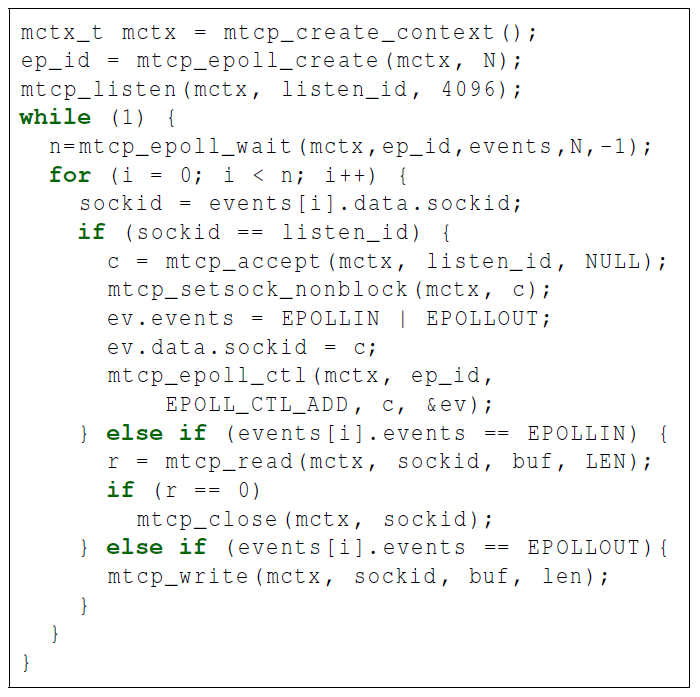 mctx_t mctx = mtcp_create_context();
ep_id = mtcp_epoll_create(mctx, N);
mtcp_listen(mctx, listen_id, 4096);
while (1) {
  n=mtcp_epoll_wait(mctx,ep_id,events,N,-1);
  for (i = 0; i < n; i++) {
    sockid = events[i].data.sockid;
    if (sockid == listen_id) {
      c = mtcp_accept(mctx, listen_id, NULL);
      mtcp_setsock_nonblock(mctx, c);
      ev.events = EPOLLIN | EPOLLOUT;
      ev.data.sockid = c;
      mtcp_epoll_ctl(mctx, ep_id,
          EPOLL_CTL_ADD, c, &ev);
    } else if (events[i].events == EPOLLIN) {
      r = mtcp_read(mctx, sockid, buf, LEN);
      if (r == 0)
        mtcp_close(mctx, sockid);
    } else if (events[i].events == EPOLLOUT){
      mtcp_write(mctx, sockid, buf, len);
    }
  }
}